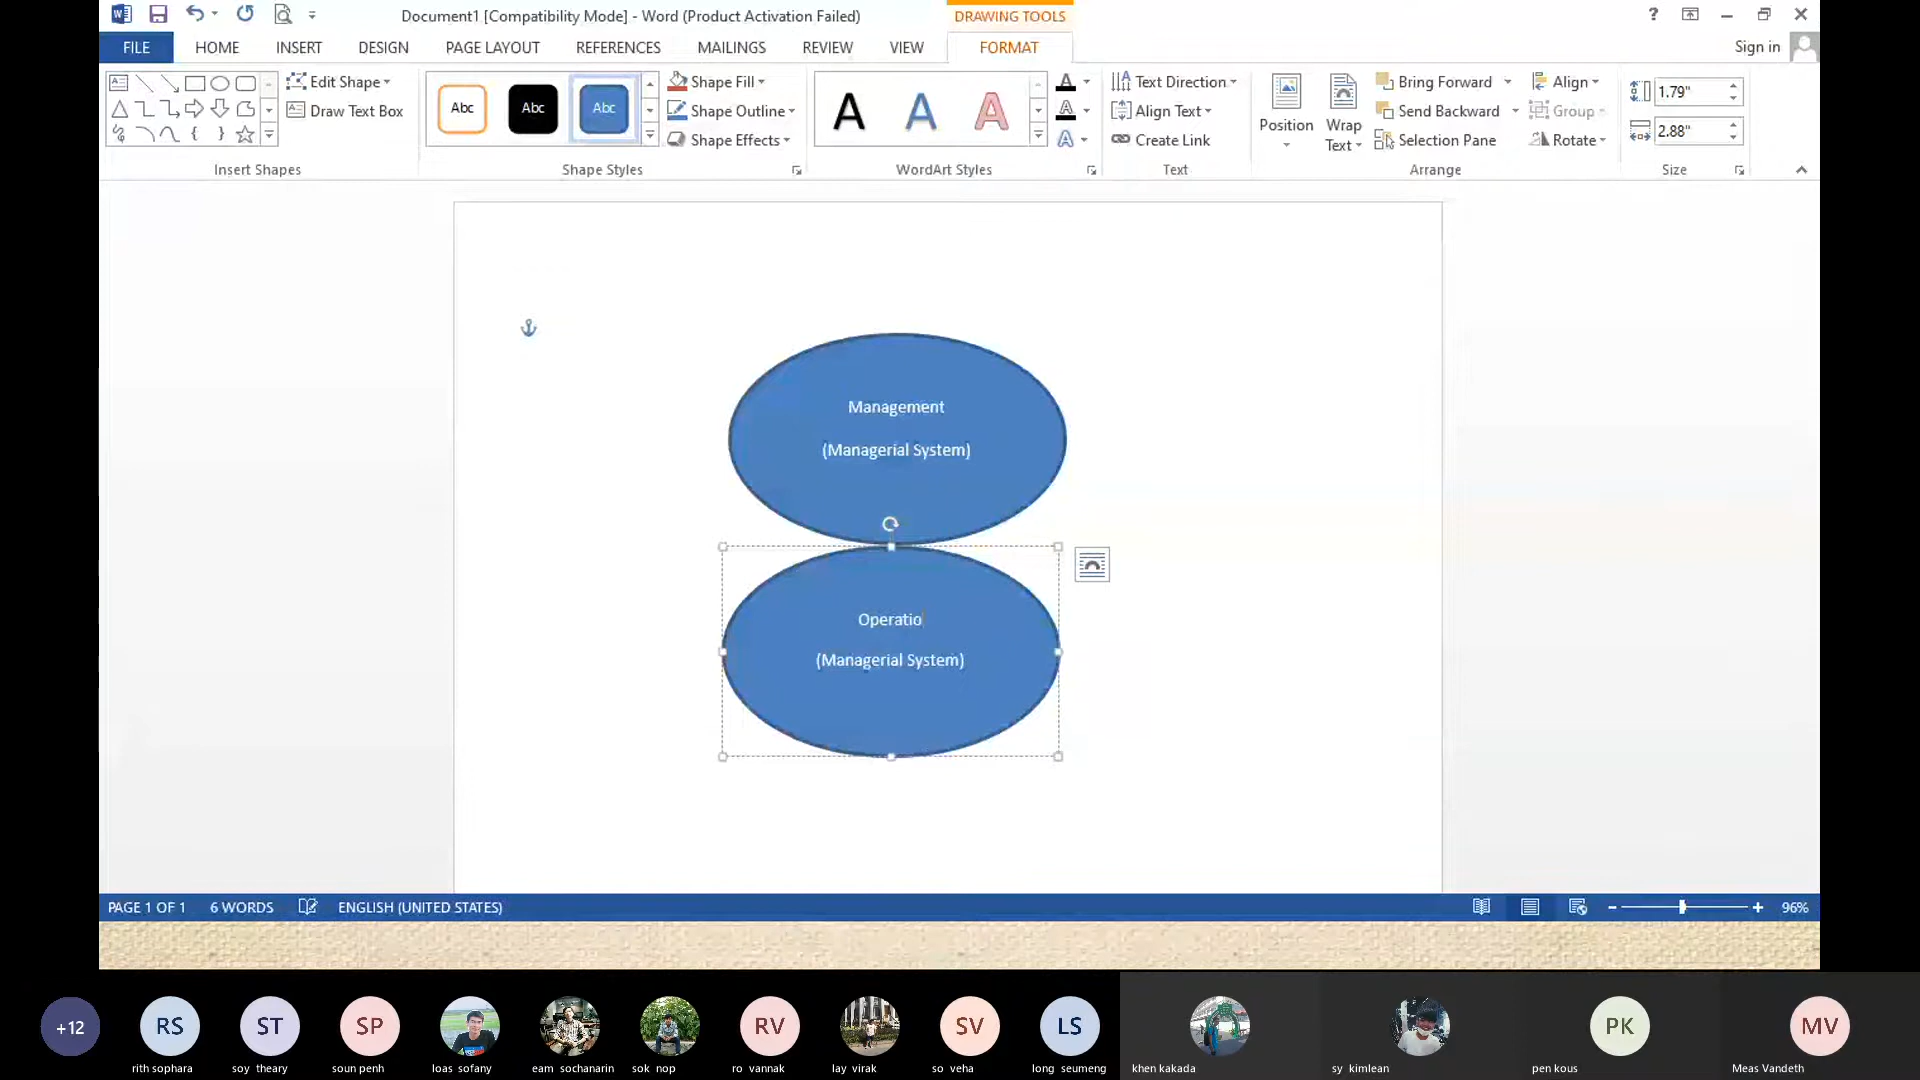 Document1 [Compatibility Mode] - Word (Product Activation Failed)
DRAWING TOOLS
?
FILE
HOME
INSERT
DESIGN
PAGE LAYOUT
REFERENCES
MAILINGS
REVIEW
VIEW
FORMAT
Sign in
Edit Shape
Draw Text Box
Insert Shapes
Abc
Abc
Abc
Shape Fill
Shape Outline
Shape Effects
Shape Styles
A
A
A
WordArt Styles
Text Direction
Align Text
Create Link
Text
Position
Wrap
Text
Bring Forward
Send Backward
Selection Pane
Align
Group
Rotate
Arrange
1.79"
2.88"
Size
Management
(Managerial System)
Operatio
(Managerial System)
PAGE 1 OF 1
6 WORDS
ENGLISH (UNITED STATES)
96%
+12
RS
ST
SP
RV
SV
LS
PK
MV
rith sophara
soy theary
soun penh
loas sofany
eam sochanarin
sok nop
ro vannak
lay virak
so veha
long seumeng
khen kakada
sy kimlean
pen kous
Meas Vandeth